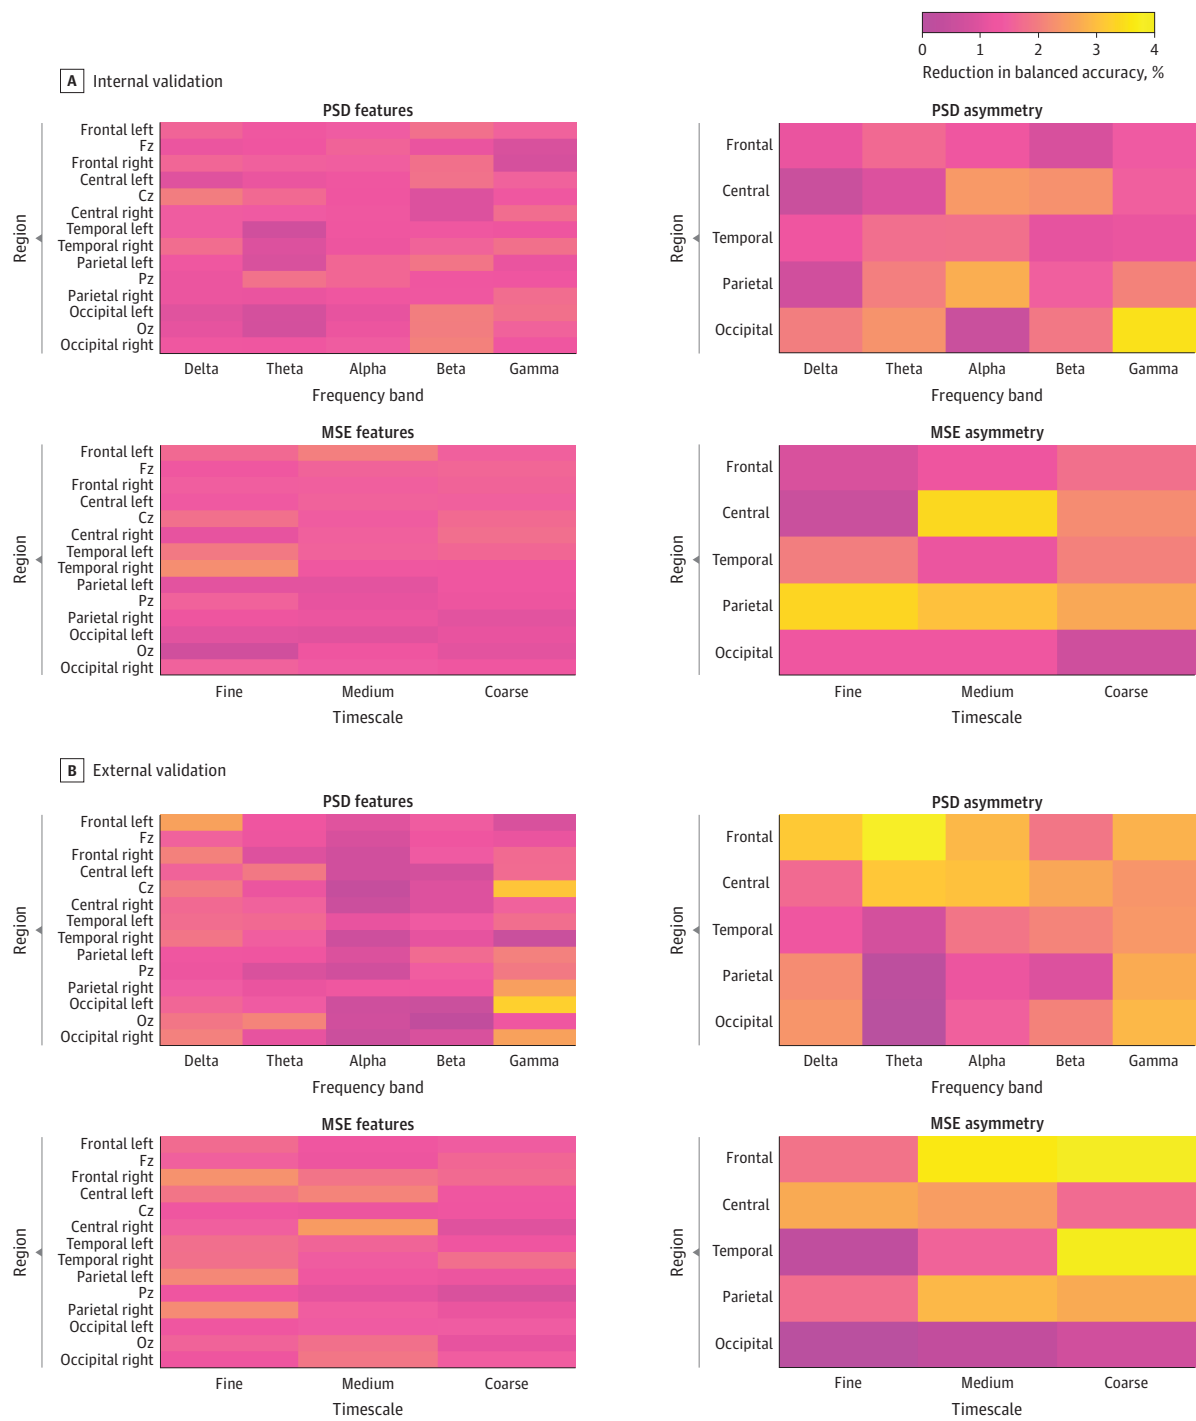 0 1 2 3 4
Reduction in balanced accuracy, %
A Internal validation
PSD features
Region
Frontal left
Fz
Frontal right
Central left
Cz
Central right
Temporal left
Temporal right
Parietal left
Pz
Parietal right
Occipital left
Oz
Occipital right
Delta Theta Alpha Beta Gamma
Frequency band
PSD asymmetry
Region
Frontal
Central
Temporal
Parietal
Occipital
Delta Theta Alpha Beta Gamma
Frequency band
MSE features
Region
Frontal left
Fz
Frontal right
Central left
Cz
Central right
Temporal left
Temporal right
Parietal left
Pz
Parietal right
Occipital left
Oz
Occipital right
Fine Medium Coarse
Timescale
MSE asymmetry
Region
Frontal
Central
Temporal
Parietal
Occipital
Fine Medium Coarse
Timescale
B External validation
PSD features
Region
Frontal left
Fz
Frontal right
Central left
Cz
Central right
Temporal left
Temporal right
Parietal left
Pz
Parietal right
Occipital left
Oz
Occipital right
Delta Theta Alpha Beta Gamma
Frequency band
PSD asymmetry
Region
Frontal
Central
Temporal
Parietal
Occipital
Delta Theta Alpha Beta Gamma
Frequency band
MSE features
Region
Frontal left
Fz
Frontal right
Central left
Cz
Central right
Temporal left
Temporal right
Parietal left
Pz
Parietal right
Occipital left
Oz
Occipital right
Fine Medium Coarse
Timescale
MSE asymmetry
Region
Frontal
Central
Temporal
Parietal
Occipital
Fine Medium Coarse
Timescale